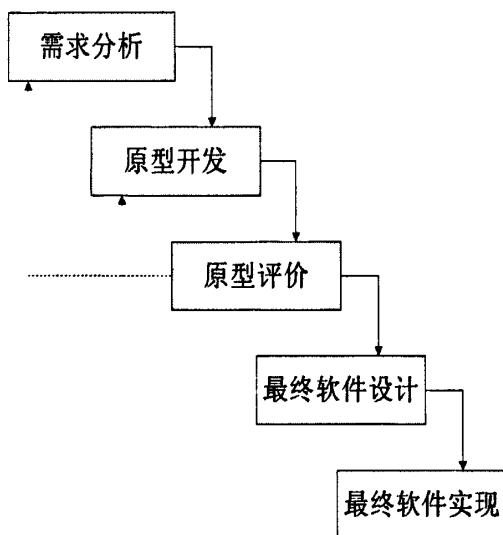 需求分析
原型开发
原型评价
最终软件设计
最终软件实现